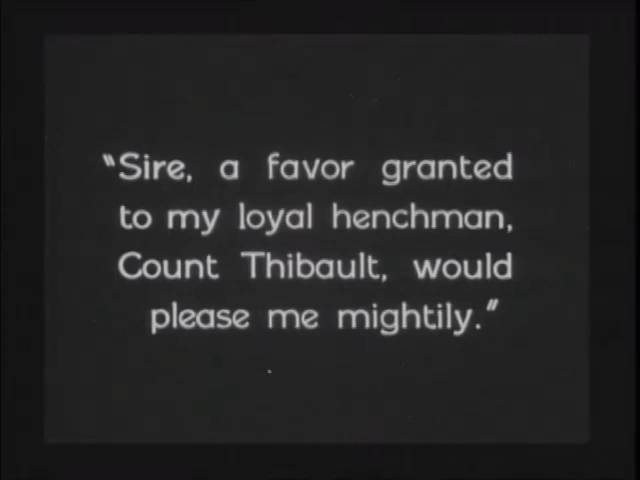 "Sire, a favor granted
to my loyal henchman,
Count Thibault, would
please me mightily."